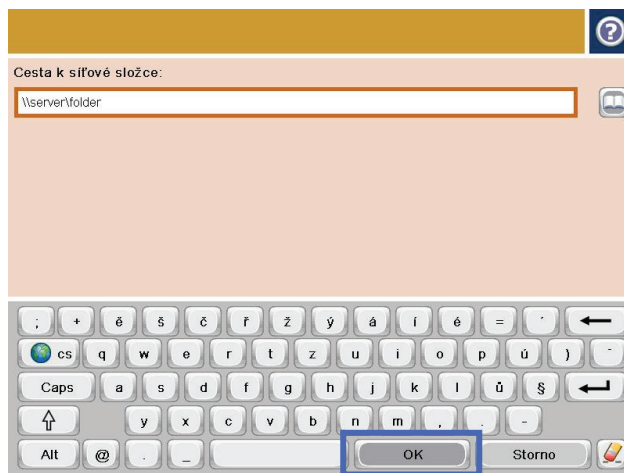 ?
Cesta k síťové složce:
\\server\folder
; + ě š č ř ž ý á í é = ´
cs q w e r t z u i o p ú ) ¨
Caps a s d f g h j k l ů §
y x c v b n m , . -
Alt @ . _ OK Storno